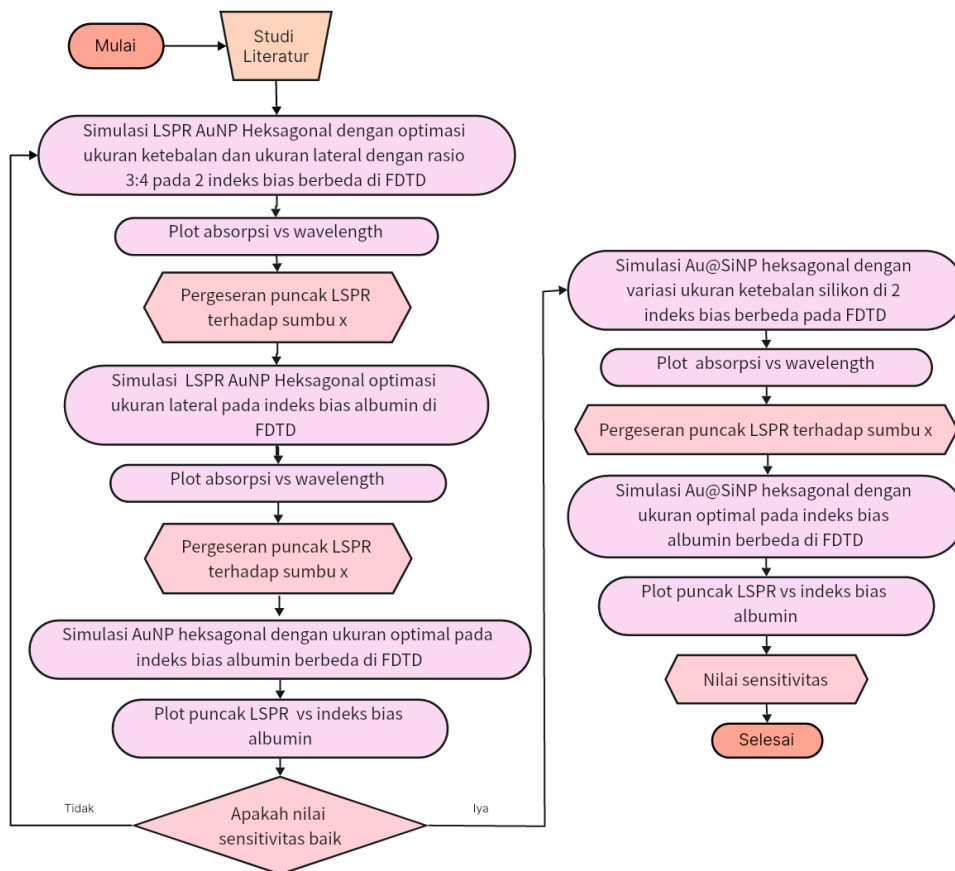 Mulai
Studi
Literatur
Simulasi LSPR AuNP Heksagonal dengan optimasi
ukuran ketebalan dan ukuran lateral dengan rasio
3:4 pada 2 indeks bias berbeda di FDTD
Plot absorpsi vs wavelength
Pergeseran puncak LSPR
terhadap sumbu x
Simulasi LSPR AuNP Heksagonal optimasi
ukuran lateral pada indeks bias albumin di
FDTD
Plot absorpsi vs wavelength
Pergeseran puncak LSPR
terhadap sumbu x
Simulasi AuNP heksagonal dengan ukuran optimal pada
indeks bias albumin berbeda di FDTD
Plot puncak LSPR vs indeks bias
albumin
Tidak
Apakah nilai
sensitivitas baik
Iya
Simulasi Au@SiNP heksagonal dengan
variasi ukuran ketebalan silikon di 2
indeks bias berbeda pada FDTD
Plot absorpsi vs wavelength
Pergeseran puncak LSPR terhadap sumbu x
Simulasi Au@SiNP heksagonal dengan
ukuran optimal pada indeks bias
albumin berbeda di FDTD
Plot puncak LSPR vs indeks bias
albumin
Nilai sensitivitas
Selesai